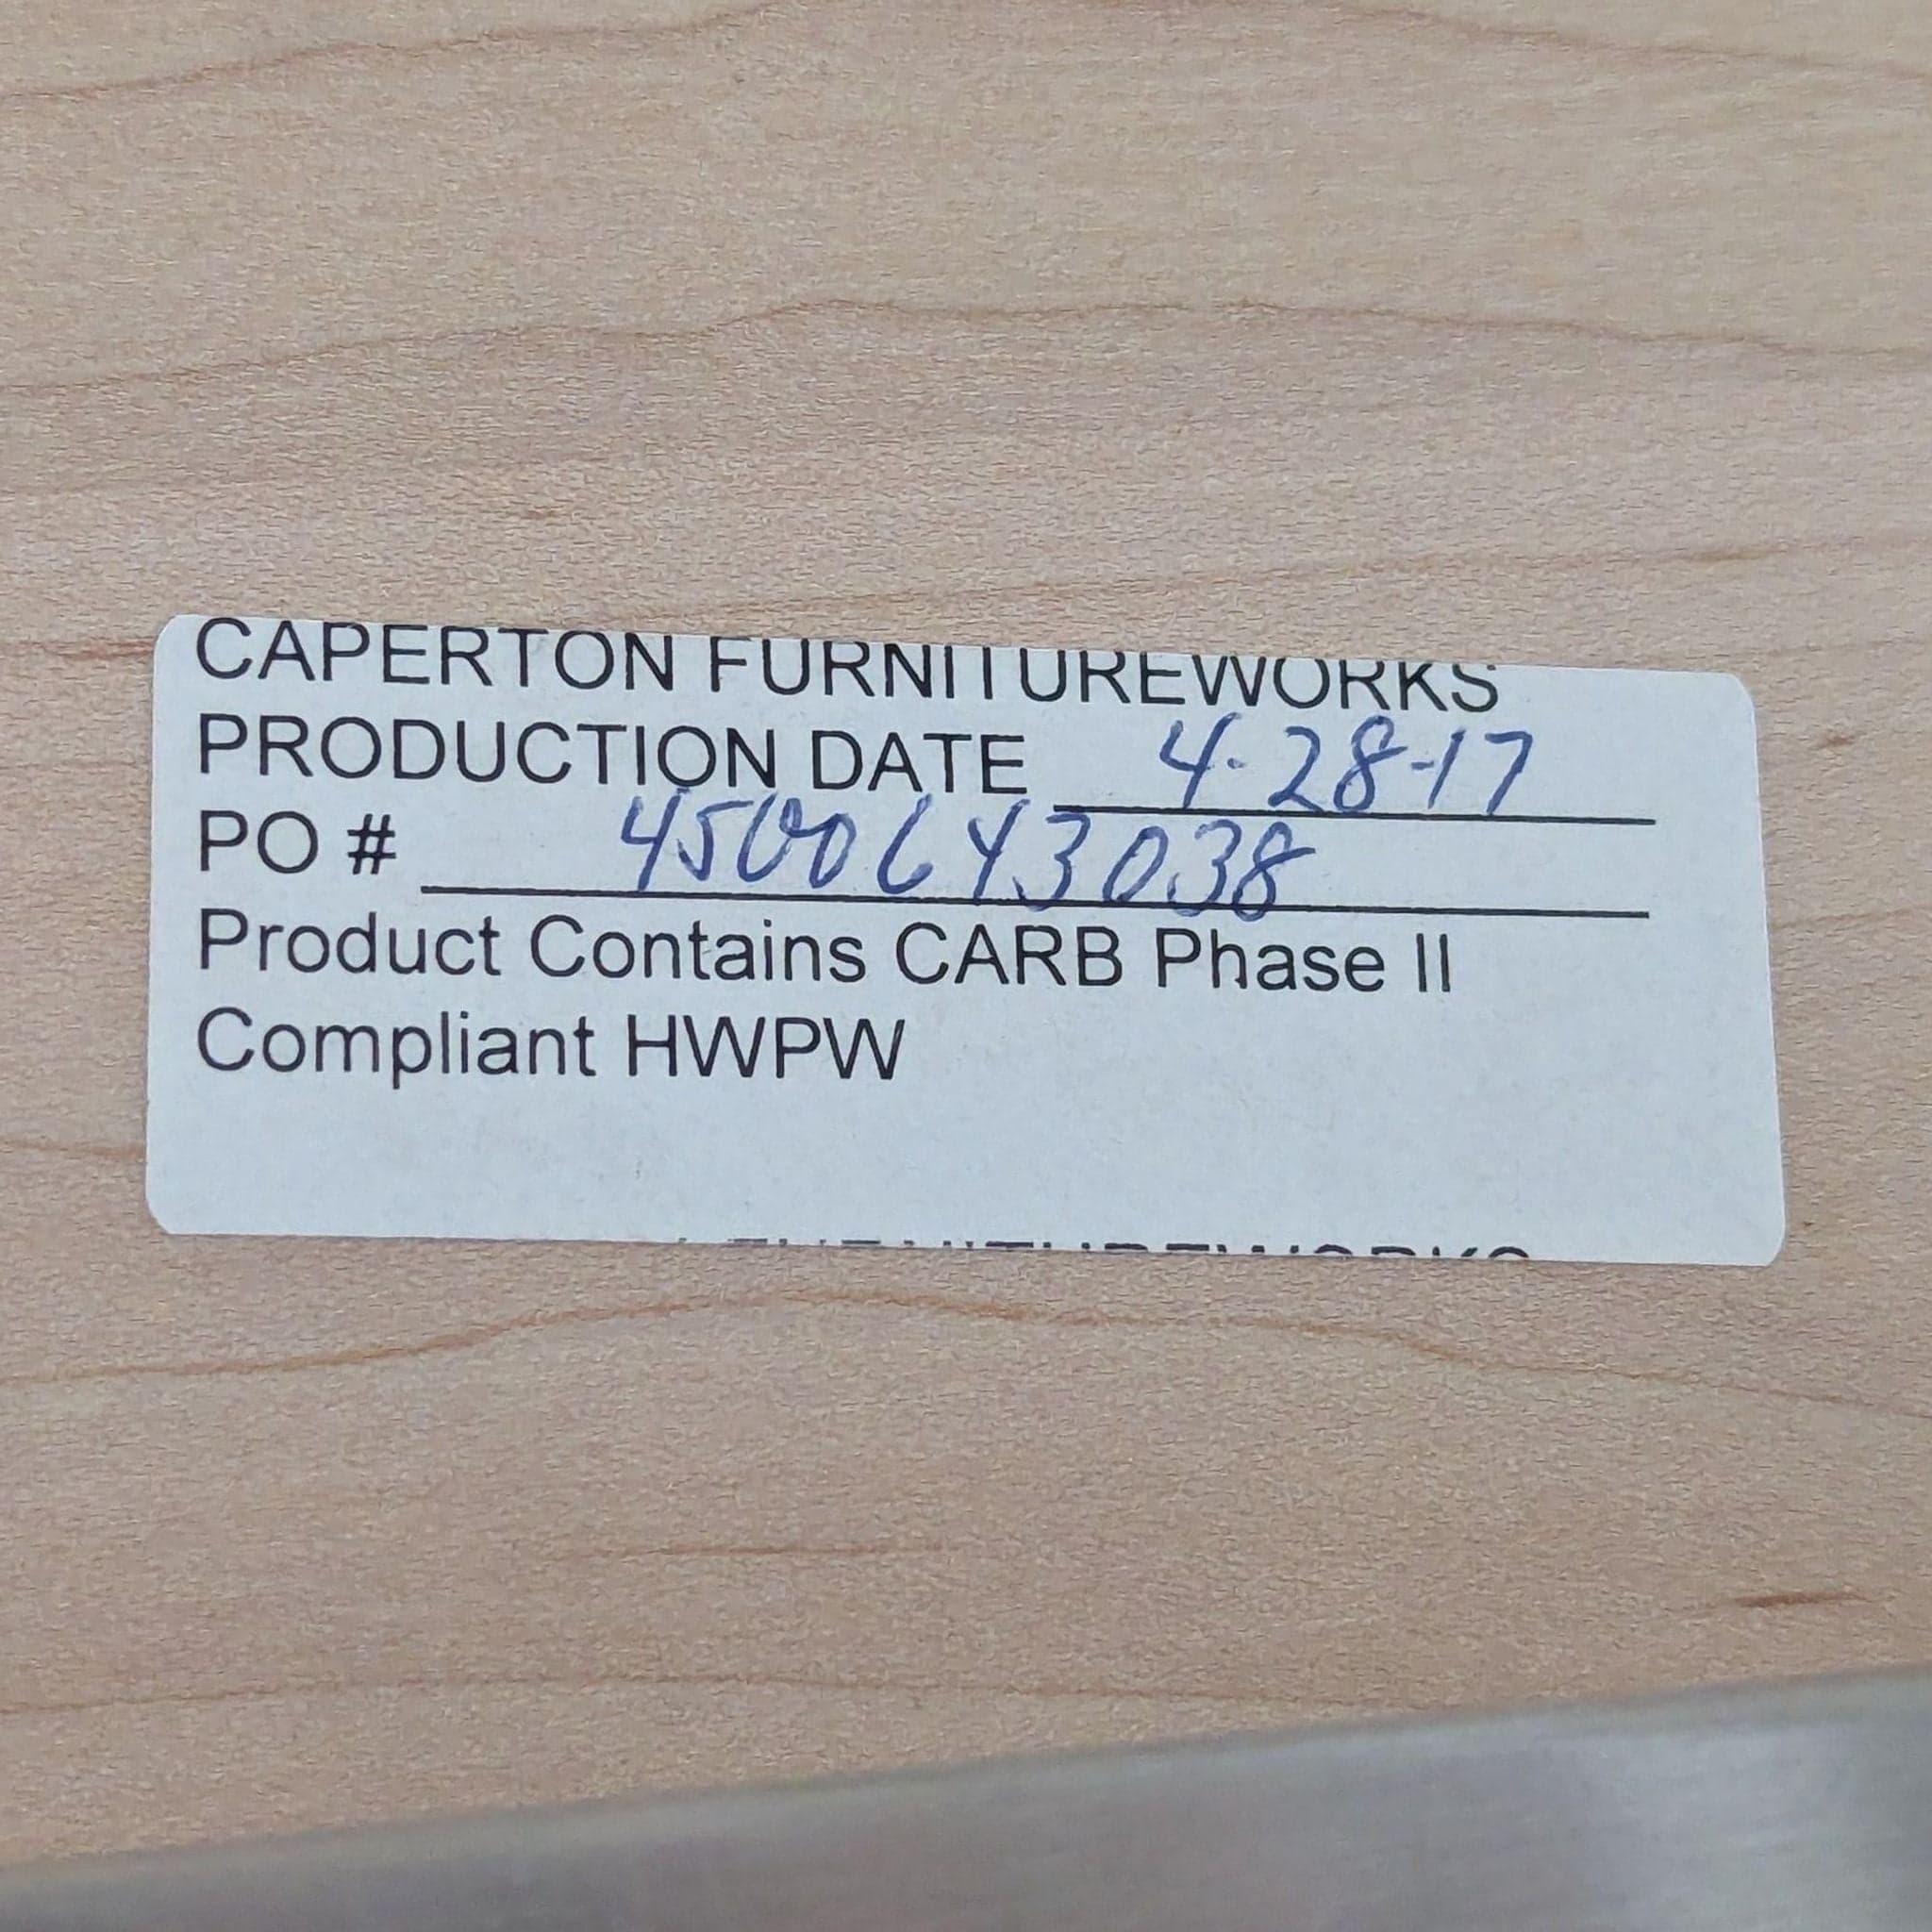 CAPERTON FURNITUREWORKS
PRODUCTION DATE 4-28-17
PO # 4500643038
Product Contains CARB Phase II
Compliant HWPW